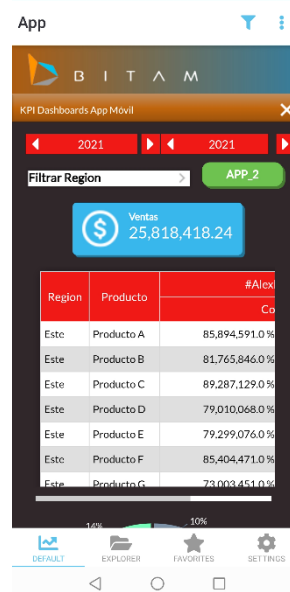 App
BITAM
KPI Dashboards App Móvil
2021 2021
Filtrar Region
APP_2
Ventas
25,818,418.24
Region Producto #Alex
Co
Este Producto A 85,894,591.0 %
Este Producto B 81,765,846.0 %
Este Producto C 89,287,129.0 %
Este Producto D 79,010,068.0 %
Este Producto E 79,299,076.0 %
Este Producto F 85,404,471.0 %
Este Producto G 73,003,451.0 %
14% 10%
DEFAULT EXPLORER FAVORITES SETTINGS